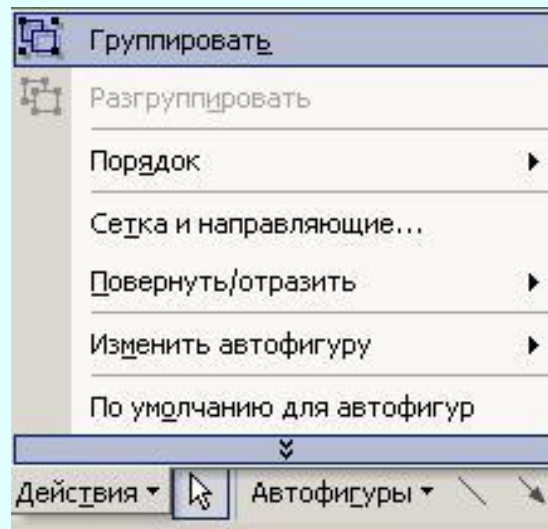 Группировать
Разгруппировать
Порядок
Сетка и направляющие...
Повернуть/отразить
Изменить автофигуру
По умолчанию для автофигур
Действия Автофигуры